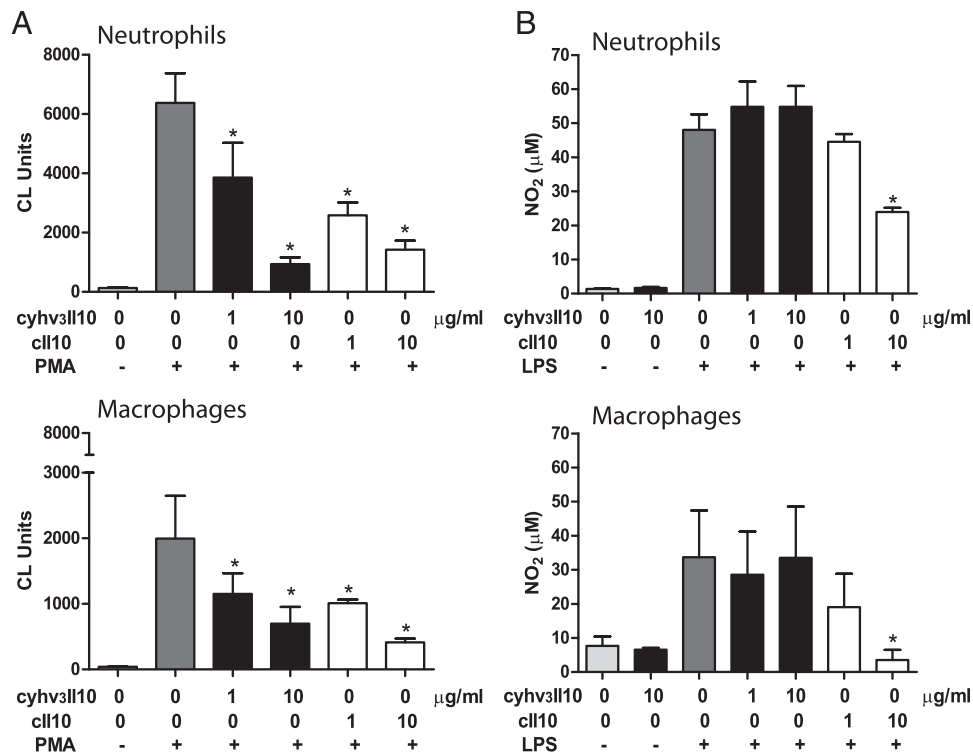 A
Neutrophils
8000
6000
4000
2000
0
CL Units
* * * *
cyhv3Il10 0 0 1 10 0 0 μg/ml
cIl10 0 0 0 0 1 10
PMA - + + + + +
B
Neutrophils
70
60
50
40
30
20
10
0
NO2 (μM)
*
cyhv3Il10 0 10 0 1 10 0 0 μg/ml
cIl10 0 0 0 0 0 1 10
LPS - - + + + + +
Macrophages
8000
3000
2000
1000
0
CL Units
* * * *
cyhv3Il10 0 0 1 10 0 0 μg/ml
cIl10 0 0 0 0 1 10
PMA - + + + + +
Macrophages
70
60
50
40
30
20
10
0
NO2 (μM)
*
cyhv3Il10 0 10 0 1 10 0 0 μg/ml
cIl10 0 0 0 0 0 1 10
LPS - - + + + + +